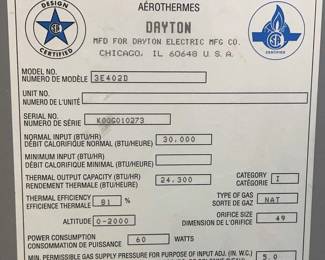 AÉROTHERMES
DESIGN
CERTIFIED
DAYTON
MFD FOR DAYTON ELECTRIC MFG CO.
CHICAGO, IL 60648 U.S.A.
CERTIFIED
MODEL NO.
NUMERO DE MODÈLE 3E402D
UNIT NO.
NUMERO DE L'UNITÉ
SERIAL NO.
NUMERO DE SÉRIE K00G010273
NORMAL INPUT (BTU/HR)
DÉBIT CALORIFIQUE NORMAL (BTU/HEURE) 30,000
MINIMUM INPUT (BTU/HR)
DÉBIT CALORIFIQUE MINIMAL (BTU/HEURE)
THERMAL OUTPUT CAPACITY (BTU/HR)
RENDEMENT THERMIQUE (BTU/HEURE) 24,300
CATEGORY
CATÉGORIE I
THERMAL EFFICIENCY
EFFICIENCE THERMALE 81 %
TYPE OF GAS
SORTE DE GAZ NAT
ALTITUDE 0-2000
ORIFICE SIZE
DIMENSION DE L'ORIFICE 49
POWER CONSUMPTION
CONSOMMATION DE PUISSANCE 60 WATTS
MIN. PERMISSIBLE GAS SUPPLY PRESSURE FOR PURPOSE OF INPUT ADJ. (IN. W.C.) 5.0